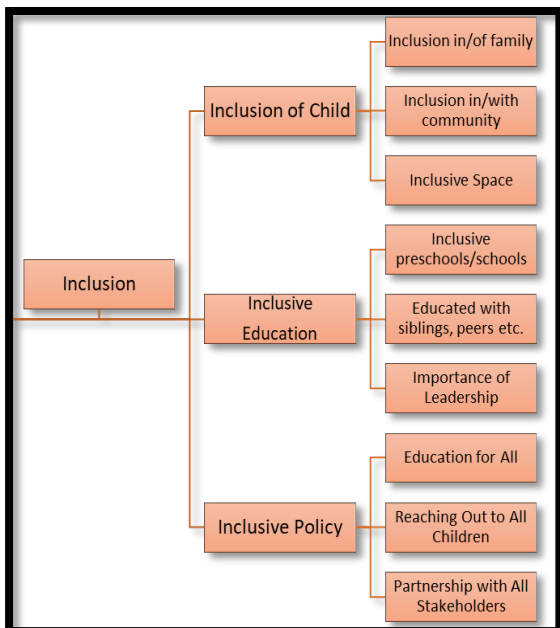 Inclusion
Inclusion of Child
Inclusion in/of family
Inclusion in/with
community
Inclusive Space
Inclusive
Education
Inclusive
preschools/schools
Educated with
siblings, peers etc.
Importance of
Leadership
Inclusive Policy
Education for All
Reaching Out to All
Children
Partnership with All
Stakeholders